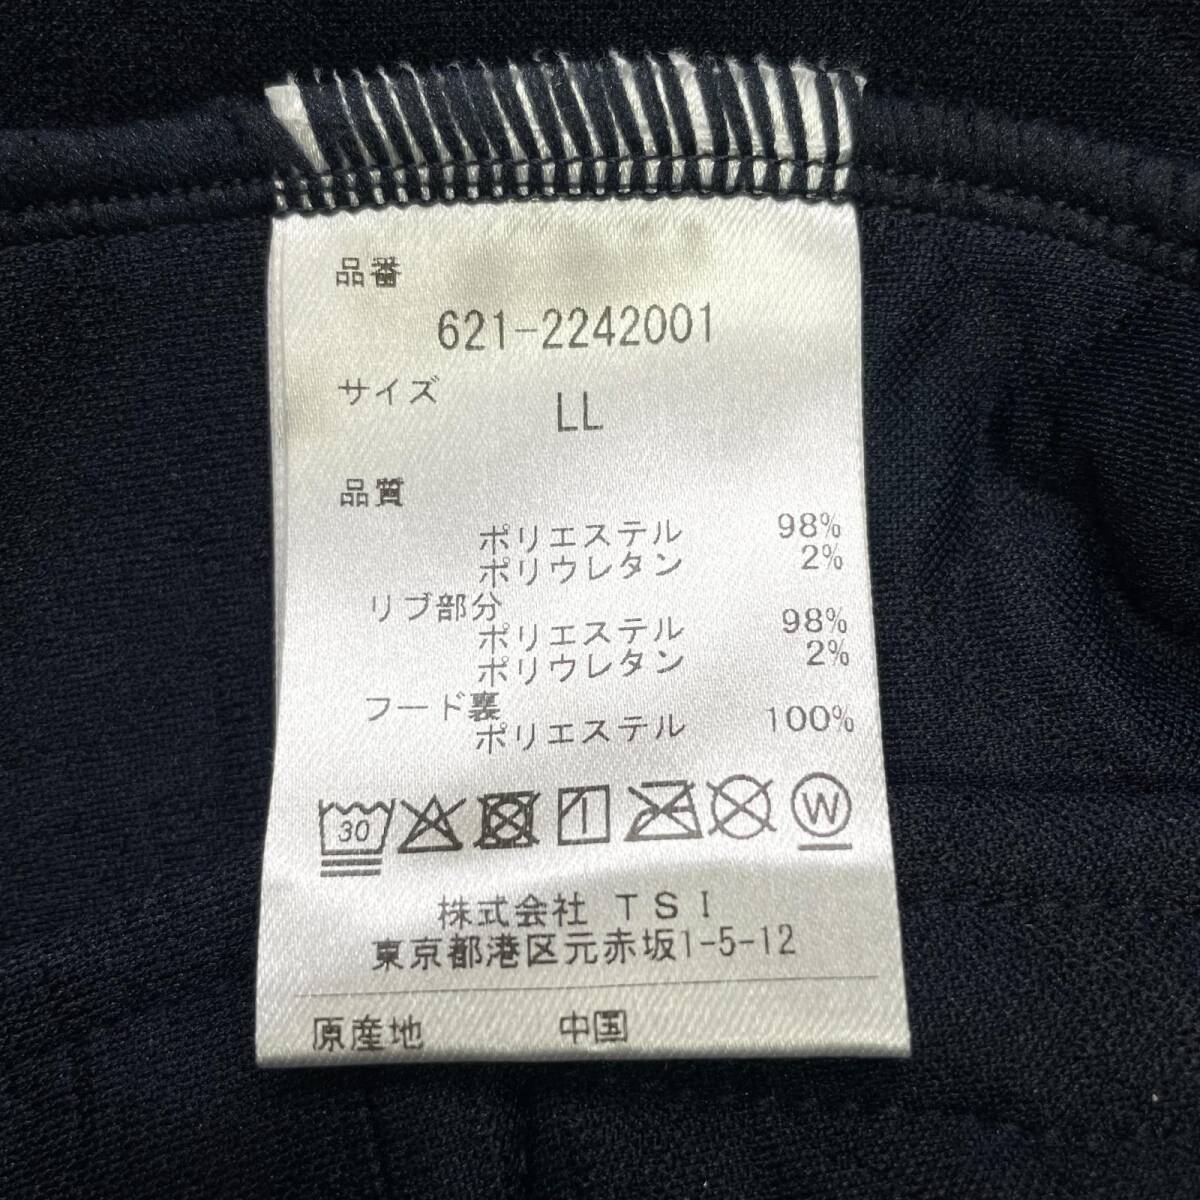 品番
621-2242001
サイズ LL
品質
ポリエステル 98%
ポリウレタン 2%
リブ部分
ポリエステル 98%
ポリウレタン 2%
フード裏
ポリエステル 100%
30 W
株式会社 TSI
東京都港区元赤坂1-5-12
原産地 中国